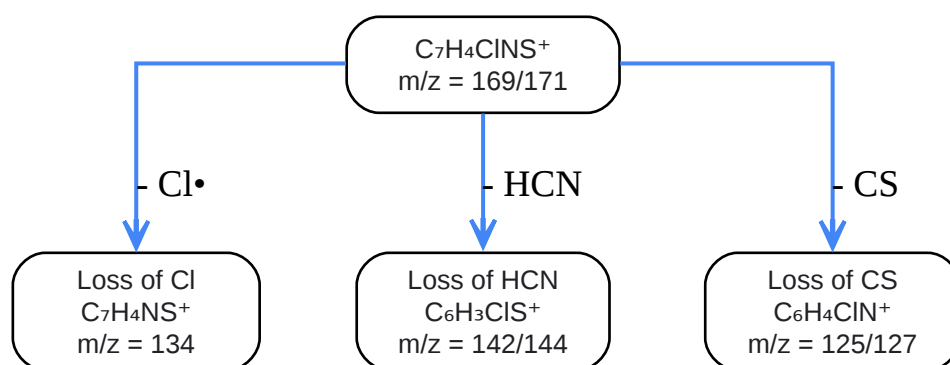 C₇H₄ClNS⁺
m/z = 169/171
- Cl•
- HCN
- CS
Loss of Cl
C₇H₄NS⁺
m/z = 134
Loss of HCN
C₆H₃ClS⁺
m/z = 142/144
Loss of CS
C₆H₄ClN⁺
m/z = 125/127